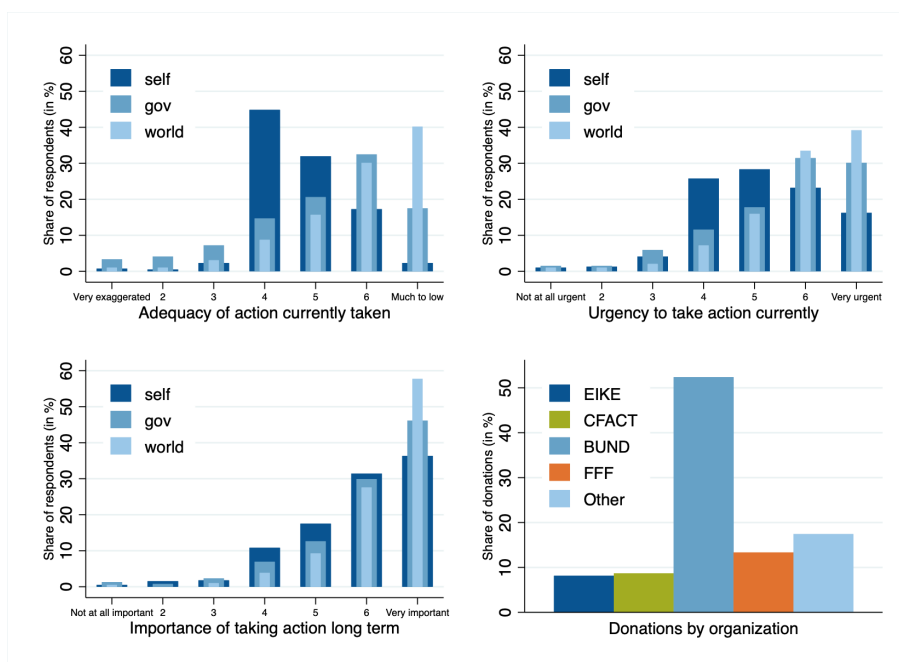 Share of respondents (in %)
60
50
40
30
20
10
0
self
gov
world
Very exaggerated 2 3 4 5 6 Much to low
Adequacy of action currently taken
Share of respondents (in %)
60
50
40
30
20
10
0
self
gov
world
Not at all urgent 2 3 4 5 6 Very urgent
Urgency to take action currently
Share of respondents (in %)
60
50
40
30
20
10
0
self
gov
world
Not at all important 2 3 4 5 6 Very important
Importance of taking action long term
Share of donations (in %)
50
40
30
20
10
0
EIKE
CFACT
BUND
FFF
Other
Donations by organization